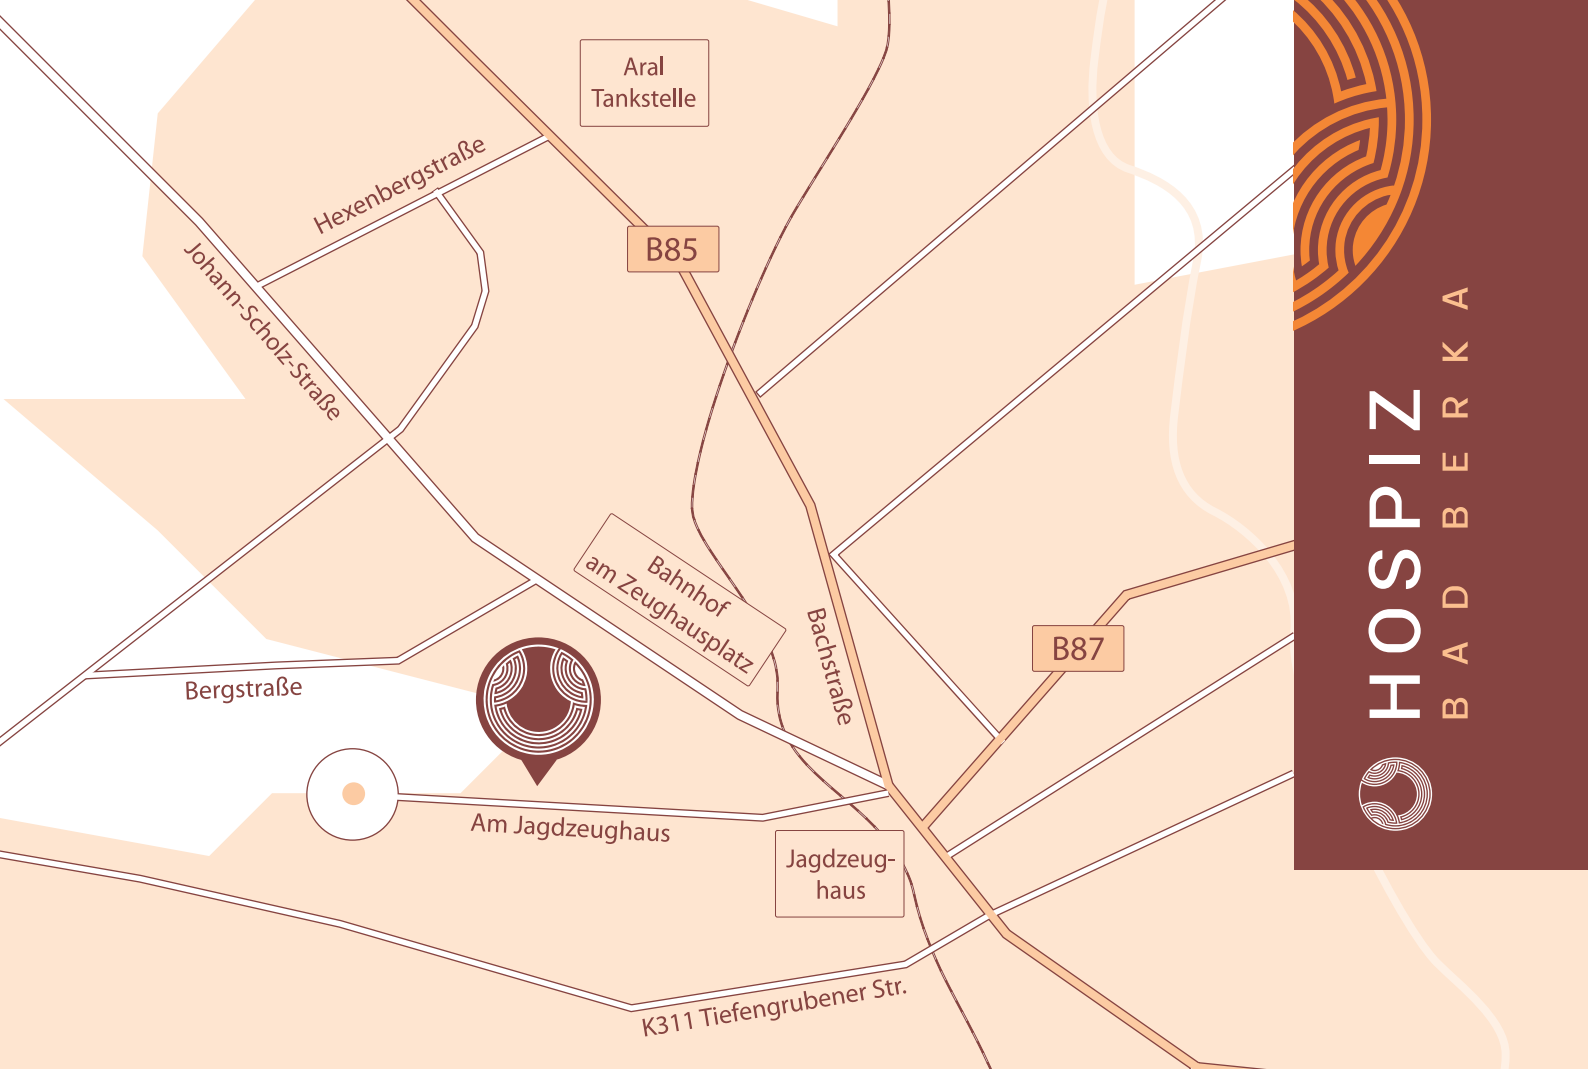 Aral
Tankstelle
Hexenbergstraße
B85
Johann-Scholz-Straße
Bahnhof
am Zeughausplatz
Bachstraße
B87
Bergstraße
Am Jagdzeughaus
Jagdzeug-
haus
K311 Tiefengrubener Str.
HOSPIZ
BAD BERKA